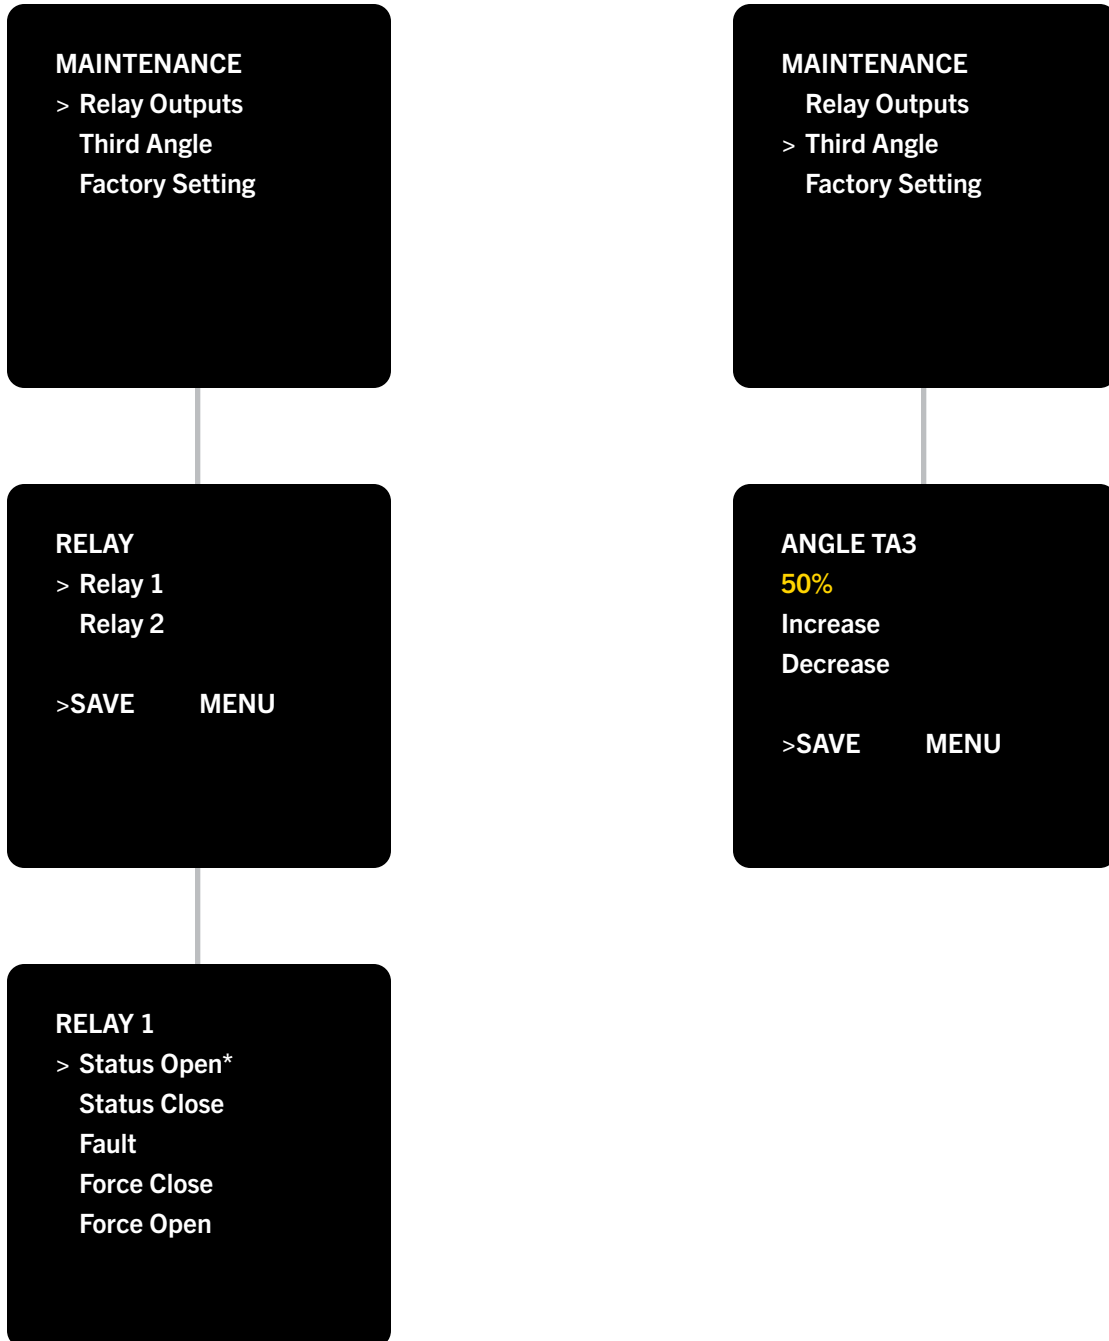 MAINTENANCE
> Relay Outputs
Third Angle
Factory Setting
MAINTENANCE
Relay Outputs
> Third Angle
Factory Setting
RELAY
> Relay 1
Relay 2
>SAVE MENU
ANGLE TA3
50%
Increase
Decrease
>SAVE MENU
RELAY 1
> Status Open*
Status Close
Fault
Force Close
Force Open